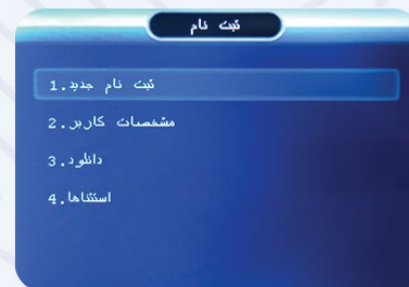 ثبت نام
1.ثبت نام جدید
2.مشخصات کاربر
3.دانلود
4.استثناها